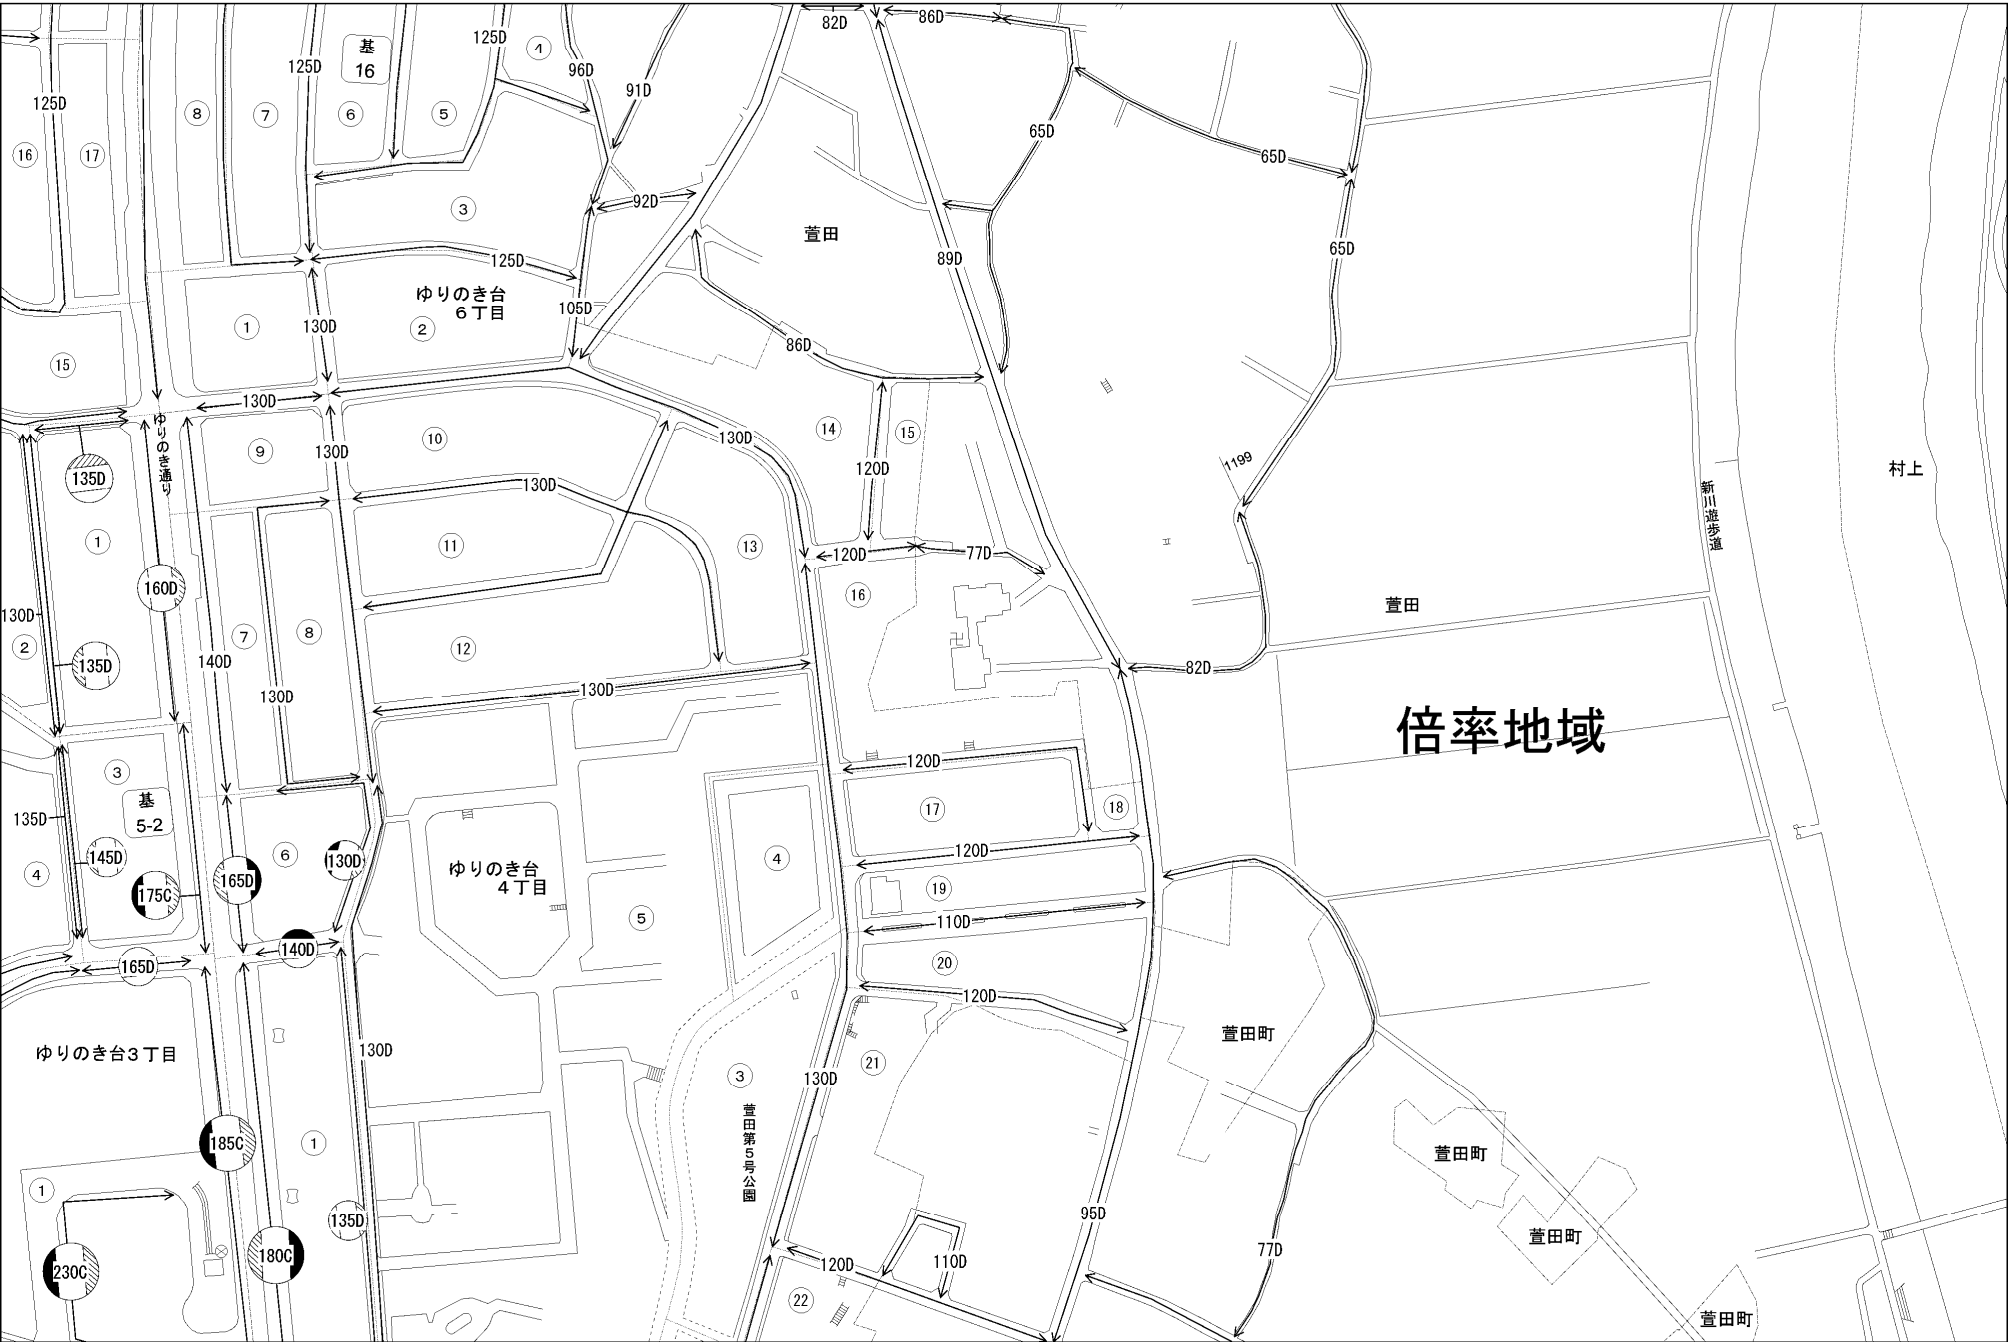 82D
86D
125D
④
基
16
96D
125D
91D
125D
⑧
⑦
⑥
⑤
65D
⑯
⑰
65D
92D
③
萱田
65D
89D
125D
ゆりのき台
6丁目
105D
①
130D
②
86D
⑮
130D
ゆりのき通り
⑭
⑮
130D
⑩
⑨
130D
120D
1199
村上
135D
130D
新川遊歩道
①
⑪
⑬
120D
77D
160D
⑯
萱田
130D
⑦
⑧
②
⑫
140D
135D
82D
130D
130D
倍率地域
120D
③
基
5-2
⑰
⑱
135D
120D
145D
⑥
130D
④
ゆりのき台
4丁目
④
165D
175C
⑲
⑤
110D
140D
165D
⑳
120D
萱田町
ゆりのき台3丁目
130D
㉑
③
130D
萱田第5号公園
185C
①
萱田町
①
135D
95D
萱田町
77D
180C
120D
110D
230C
㉒
萱田町